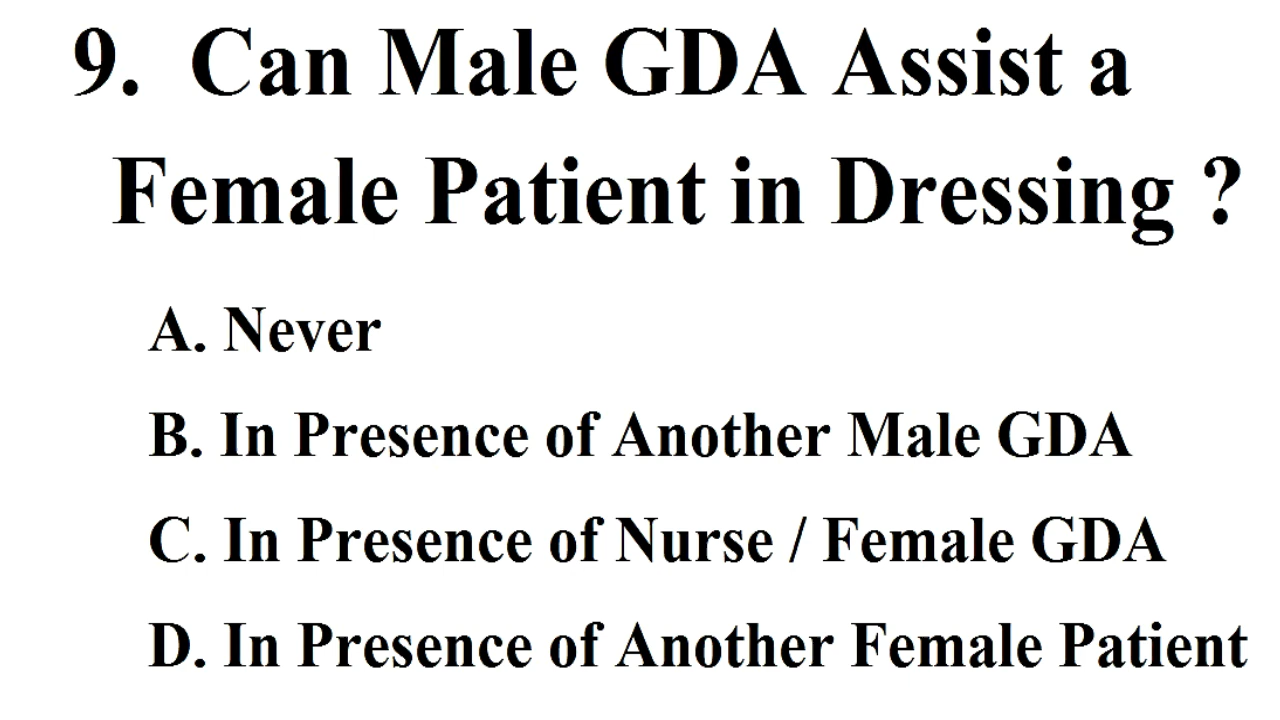 9. Can Male GDA Assist a
Female Patient in Dressing ?
A. Never
B. In Presence of Another Male GDA
C. In Presence of Nurse / Female GDA
D. In Presence of Another Female Patient